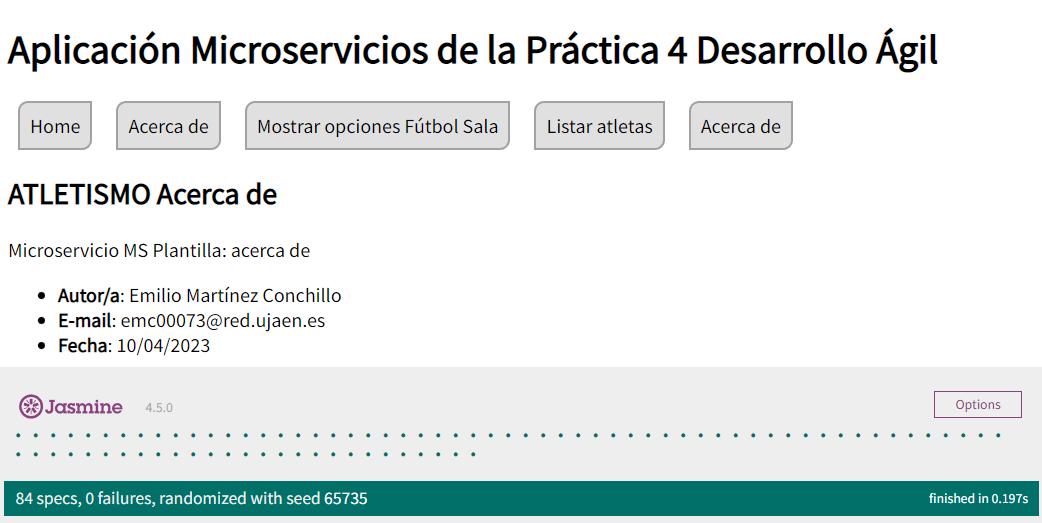 Aplicación Microservicios de la Práctica 4 Desarrollo Ágil
Home Acerca de Mostrar opciones Fútbol Sala Listar atletas Acerca de
ATLETISMO Acerca de
Microservicio MS Plantilla: acerca de
Autor/a: Emilio Martínez Conchillo
E-mail: emc00073@red.ujaen.es
Fecha: 10/04/2023
Jasmine 4.5.0 Options
84 specs, 0 failures, randomized with seed 65735 finished in 0.197s